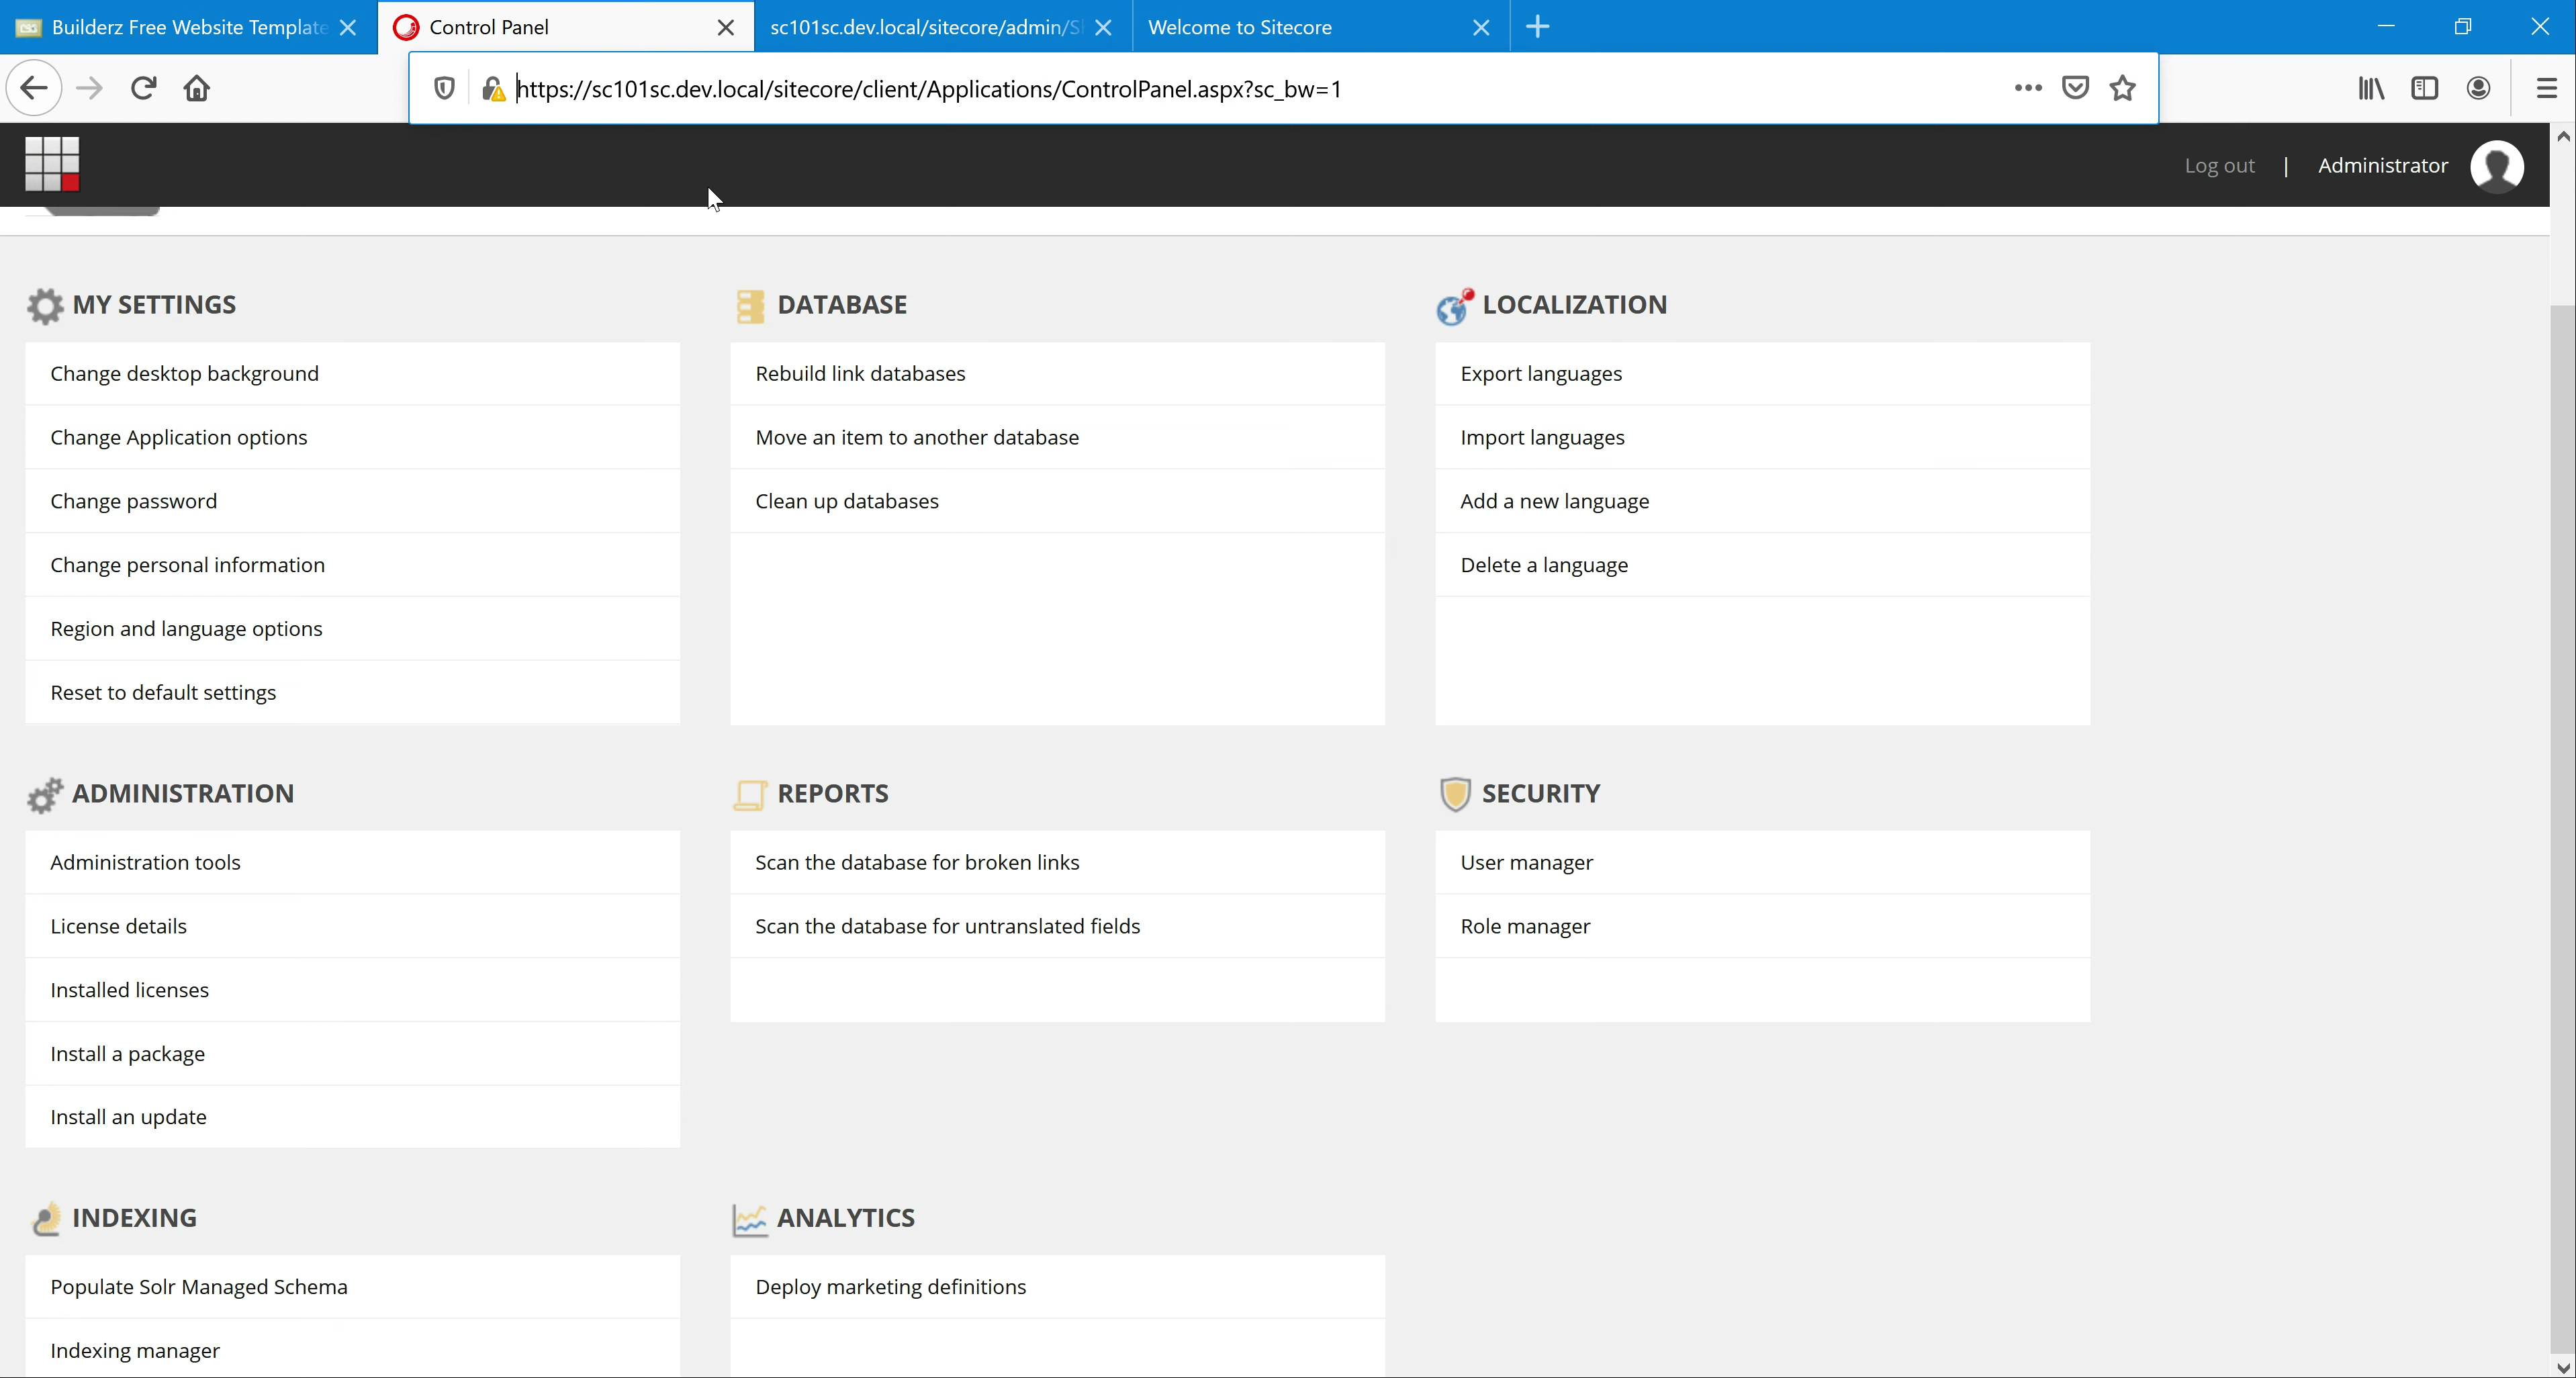 Builderz Free Website Template
Control Panel
sc101sc.dev.local/sitecore/admin/S
Welcome to Sitecore
https://sc101sc.dev.local/sitecore/client/Applications/ControlPanel.aspx?sc_bw=1
Log out | Administrator
MY SETTINGS
Change desktop background
Change Application options
Change password
Change personal information
Region and language options
Reset to default settings
DATABASE
Rebuild link databases
Move an item to another database
Clean up databases
LOCALIZATION
Export languages
Import languages
Add a new language
Delete a language
ADMINISTRATION
Administration tools
License details
Installed licenses
Install a package
Install an update
REPORTS
Scan the database for broken links
Scan the database for untranslated fields
SECURITY
User manager
Role manager
INDEXING
Populate Solr Managed Schema
Indexing manager
ANALYTICS
Deploy marketing definitions